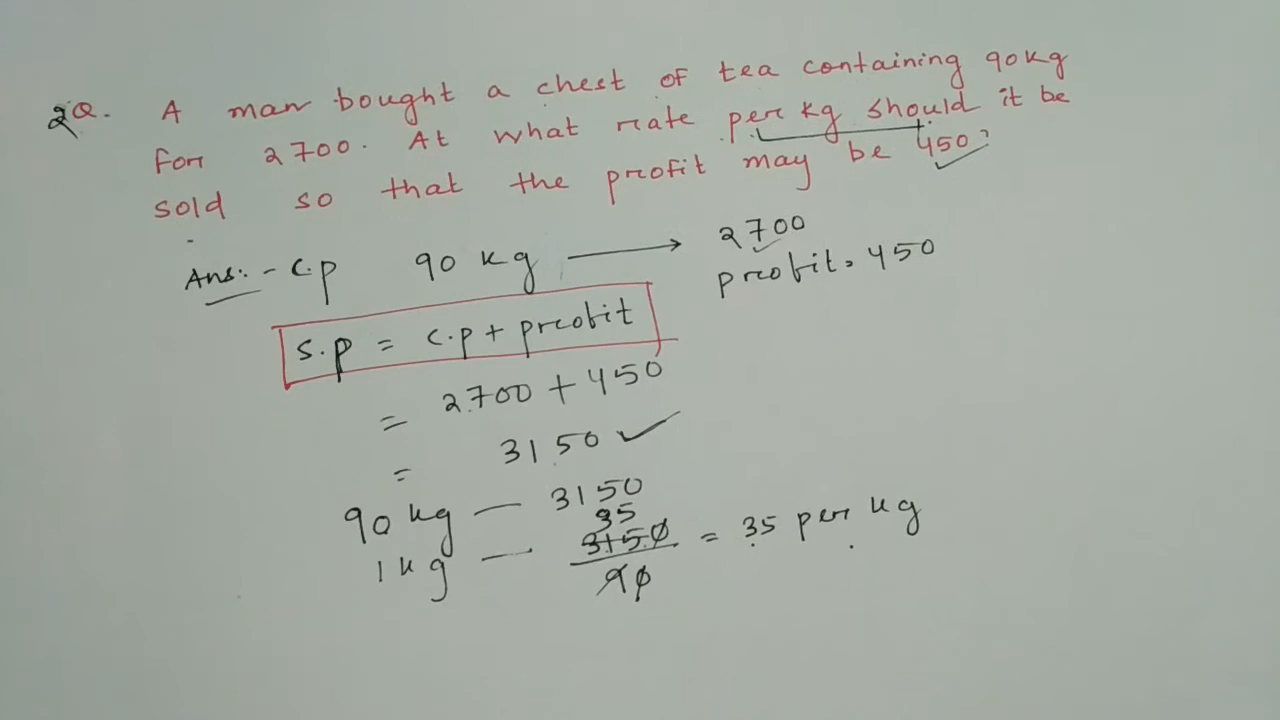 2Q. A man bought a chest of tea containing 90kg
for 2700. At what rate per kg should it be
sold so that the profit may be 450?
Ans:- C.p 90 kg → 2700
profit = 450
S.p = C.p + profit
= 2700 + 450
= 3150 ✓
90 kg — 3150
35
1 kg — 3150/90 = 35 per kg